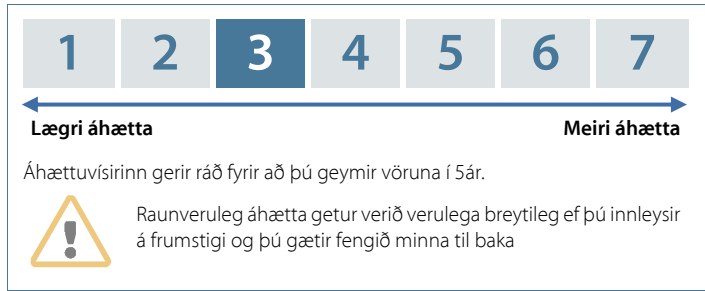 1 2 3 4 5 6 7
Lægri áhætta Meiri áhætta
Áhættuvísirinn gerir ráð fyrir að þú geymir vöruna í 5ár.
Raunveruleg áhætta getur verið verulega breytileg ef þú innleysir
á frumstigi og þú gætir fengið minna til baka